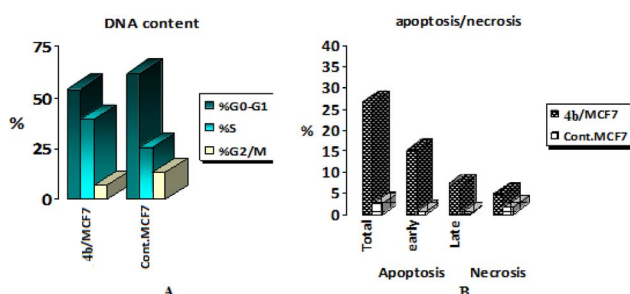 DNA content
75
50
25
0
%
4b/MCF7
Cont.MCF7
%G0-G1
%S
%G2/M
A
apoptosis/necrosis
40
35
30
25
20
15
10
5
0
%
Total
early
Late
Apoptosis Necrosis
4b/MCF7
Cont.MCF7
B